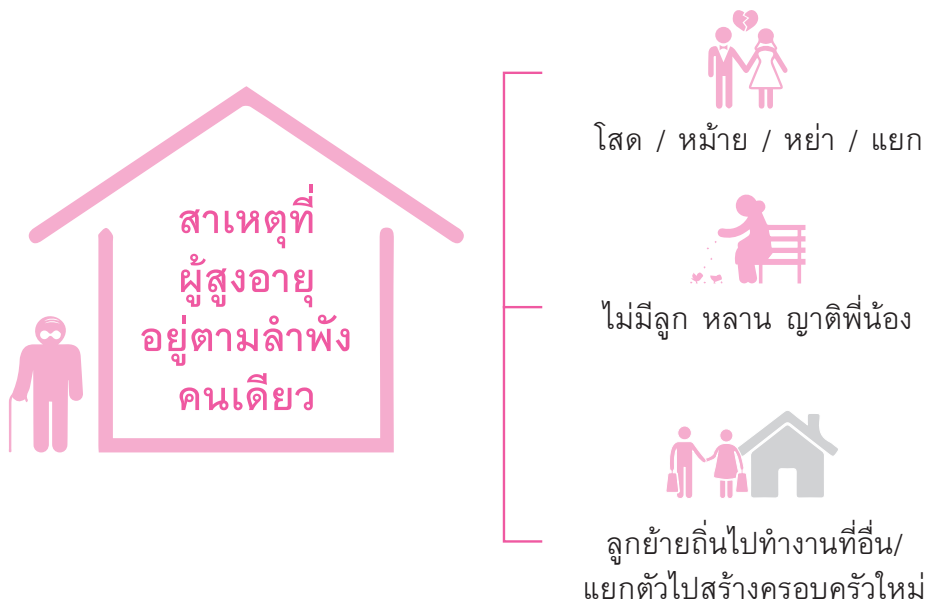 สาเหตุที่
ผู้สูงอายุ
อยู่ตามลำพัง
คนเดียว
โสด / หม้าย / หย่า / แยก
ไม่มีลูก หลาน ญาติพี่น้อง
ลูกย้ายถิ่นไปทำงานที่อื่น/
แยกตัวไปสร้างครอบครัวใหม่